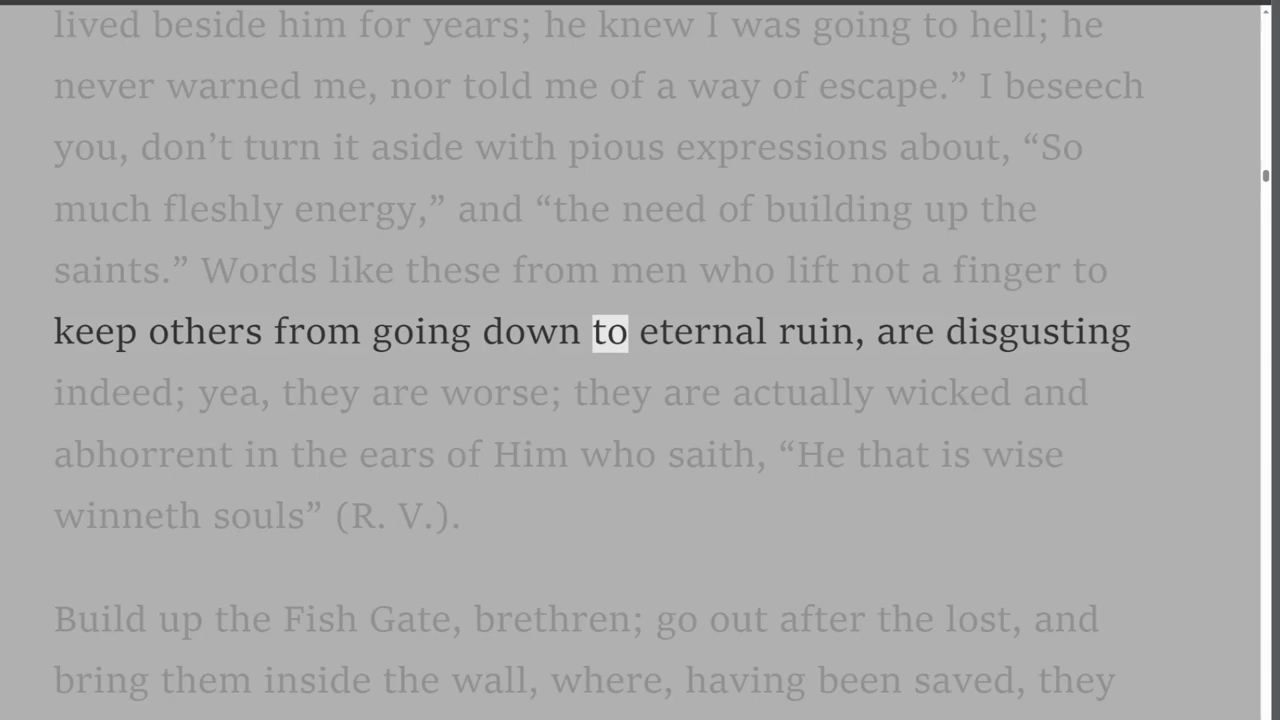 lived beside him for years; he knew I was going to hell; he
never warned me, nor told me of a way of escape.” I beseech
you, don’t turn it aside with pious expressions about, “So
much fleshly energy,” and “the need of building up the
saints.” Words like these from men who lift not a finger to
keep others from going down to eternal ruin, are disgusting
indeed; yea, they are worse; they are actually wicked and
abhorrent in the ears of Him who saith, “He that is wise
winneth souls” (R. V.).
Build up the Fish Gate, brethren; go out after the lost, and
bring them inside the wall, where, having been saved, they